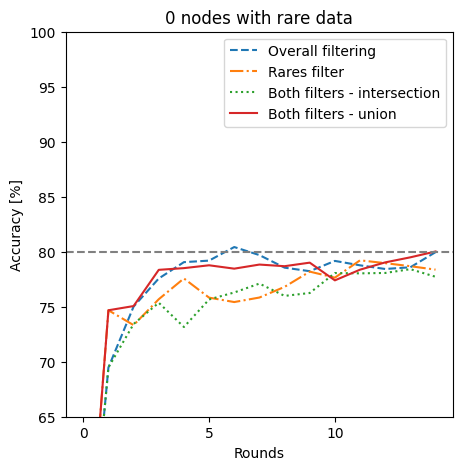 0 nodes with rare data
Overall filtering
Rares filter
Both filters - intersection
Both filters - union
Accuracy [%]
100
95
90
85
80
75
70
65
0
5
10
Rounds